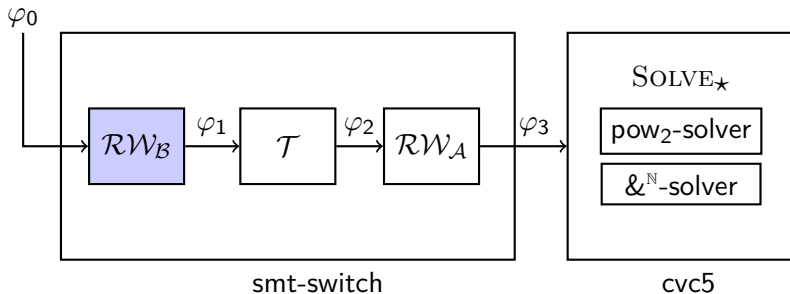 φ₀
SOLVE⋆
pow₂-solver
ℛ𝒲_ℬ φ₁ 𝒯 φ₂ ℛ𝒲_𝒜 φ₃
&ᴺ-solver
smt-switch cvc5